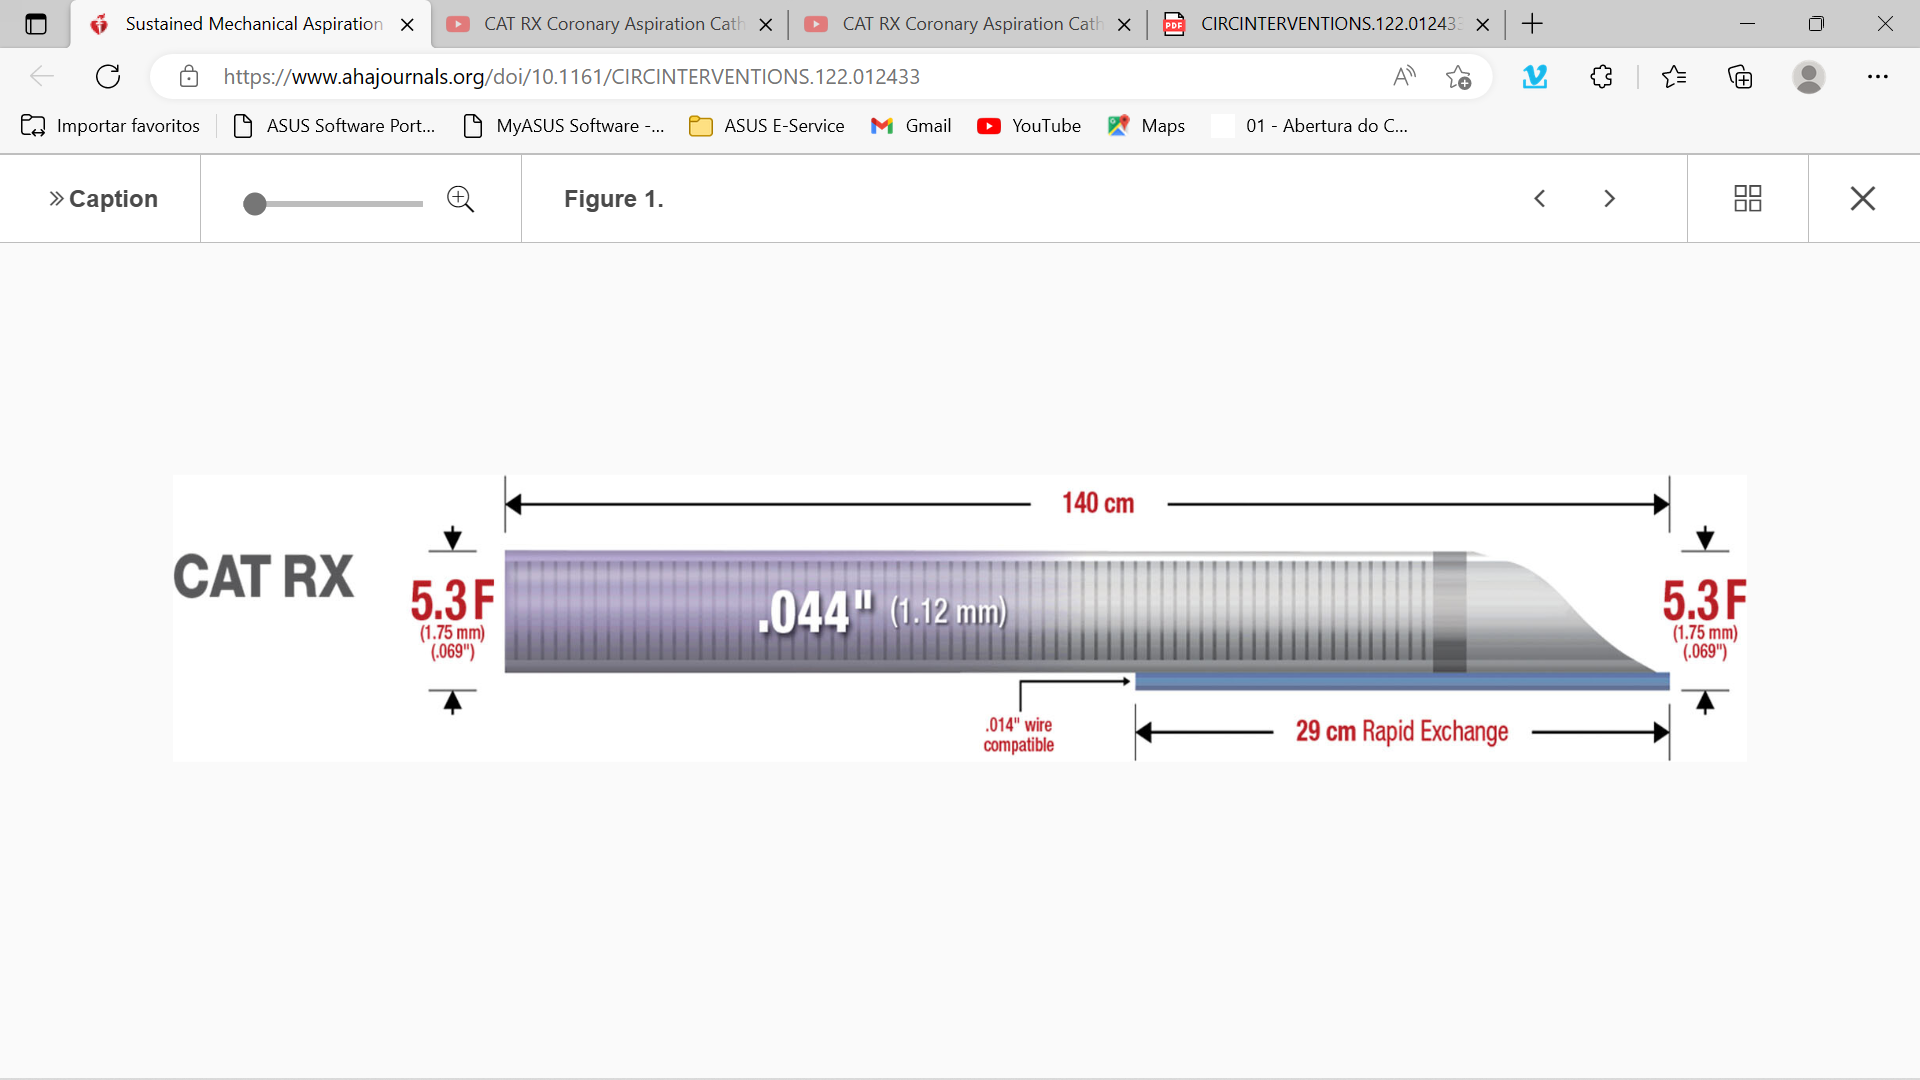 Sustained Mechanical Aspiration
CAT RX Coronary Aspiration Cath
CAT RX Coronary Aspiration Cath
PDF
CIRCINTERVENTIONS.122.012433
https://www.ahajournals.org/doi/10.1161/CIRCINTERVENTIONS.122.012433
Importar favoritos
ASUS Software Port...
MyASUS Software -...
ASUS E-Service
Gmail
YouTube
Maps
01 - Abertura do C...
Caption
Figure 1.
140 cm
CAT RX
5.3 F
(1.75 mm)
(.069")
.044" (1.12 mm)
5.3 F
(1.75 mm)
(.069")
.014" wire
compatible
29 cm Rapid Exchange